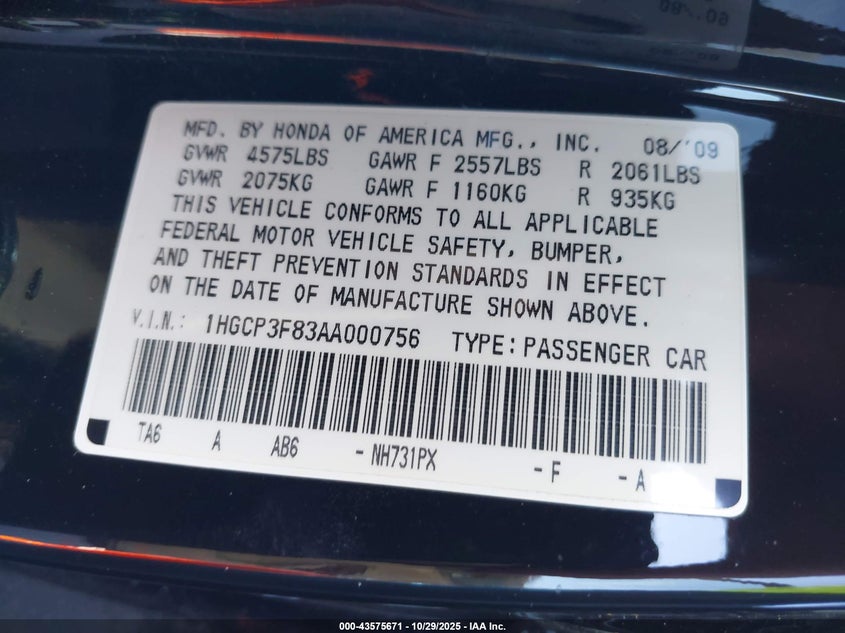 MFD. BY HONDA OF AMERICA MFG., INC. 08/'09
GVWR 4575LBS GAWR F 2557LBS R 2061LBS
GVWR 2075KG GAWR F 1160KG R 935KG
THIS VEHICLE CONFORMS TO ALL APPLICABLE
FEDERAL MOTOR VEHICLE SAFETY, BUMPER,
AND THEFT PREVENTION STANDARDS IN EFFECT
ON THE DATE OF MANUFACTURE SHOWN ABOVE.
V.I.N.: 1HGCP3F83AA000756 TYPE: PASSENGER CAR
TA6 A AB6 - NH731PX - F - A
000-43575671 - 10/29/2025 - IAA Inc.